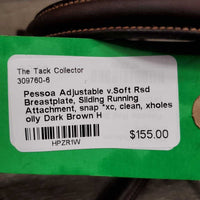 The Tack Collector
309760-6
Pessoa Adjustable v.Soft Rsd
Breastplate, Sliding Running
Attachment, snap *xc, clean, xholes
oily Dark Brown H
HPZR1W
$155.00